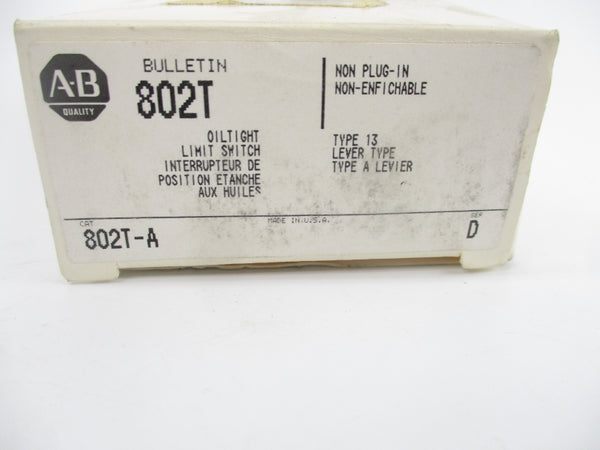 A-B
QUALITY
BULLETIN
802T
OILTIGHT
LIMIT SWITCH
INTERRUPTEUR DE
POSITION ETANCHE
AUX HUILES
NON PLUG-IN
NON-ENFICHABLE
TYPE 13
LEVER TYPE
TYPE A LEVIER
CAT
802T-A
MADE IN U.S.A.
SER
D